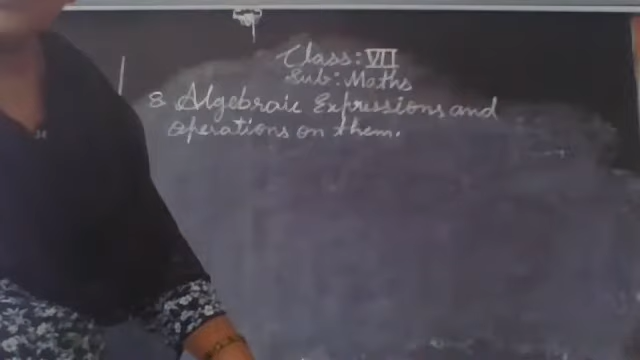 Class: VII
Sub: Maths
8 Algebraic Expressions and
operations on them.